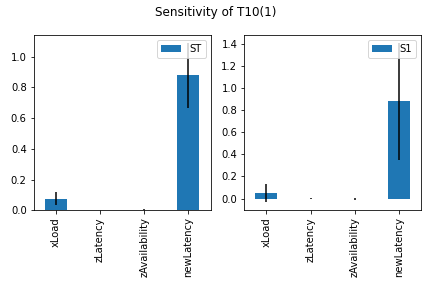 Sensitivity of T10(1)
ST
1.0
0.8
0.6
0.4
0.2
0.0
xLoad
zLatency
zAvailability
newLatency
S1
1.4
1.2
1.0
0.8
0.6
0.4
0.2
0.0
xLoad
zLatency
zAvailability
newLatency